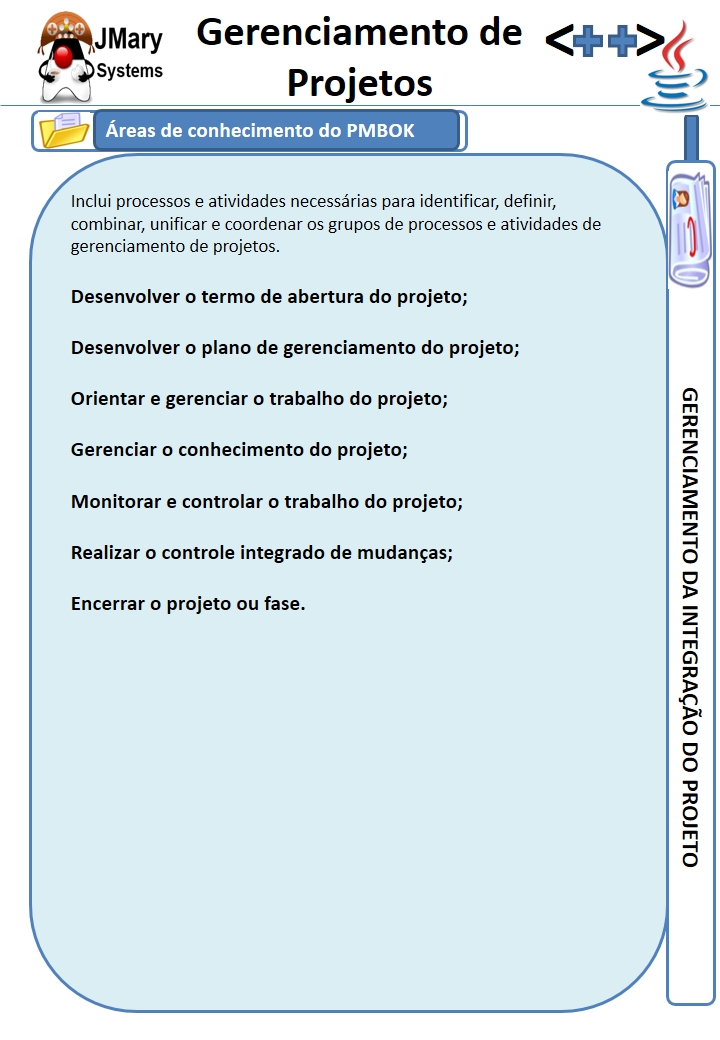 JMary
Systems
Gerenciamento de
Projetos
<++>
Áreas de conhecimento do PMBOK
Inclui processos e atividades necessárias para identificar, definir,
combinar, unificar e coordenar os grupos de processos e atividades de
gerenciamento de projetos.
Desenvolver o termo de abertura do projeto;
Desenvolver o plano de gerenciamento do projeto;
Orientar e gerenciar o trabalho do projeto;
Gerenciar o conhecimento do projeto;
Monitorar e controlar o trabalho do projeto;
Realizar o controle integrado de mudanças;
Encerrar o projeto ou fase.
GERENCIAMENTO DA INTEGRAÇÃO DO PROJETO